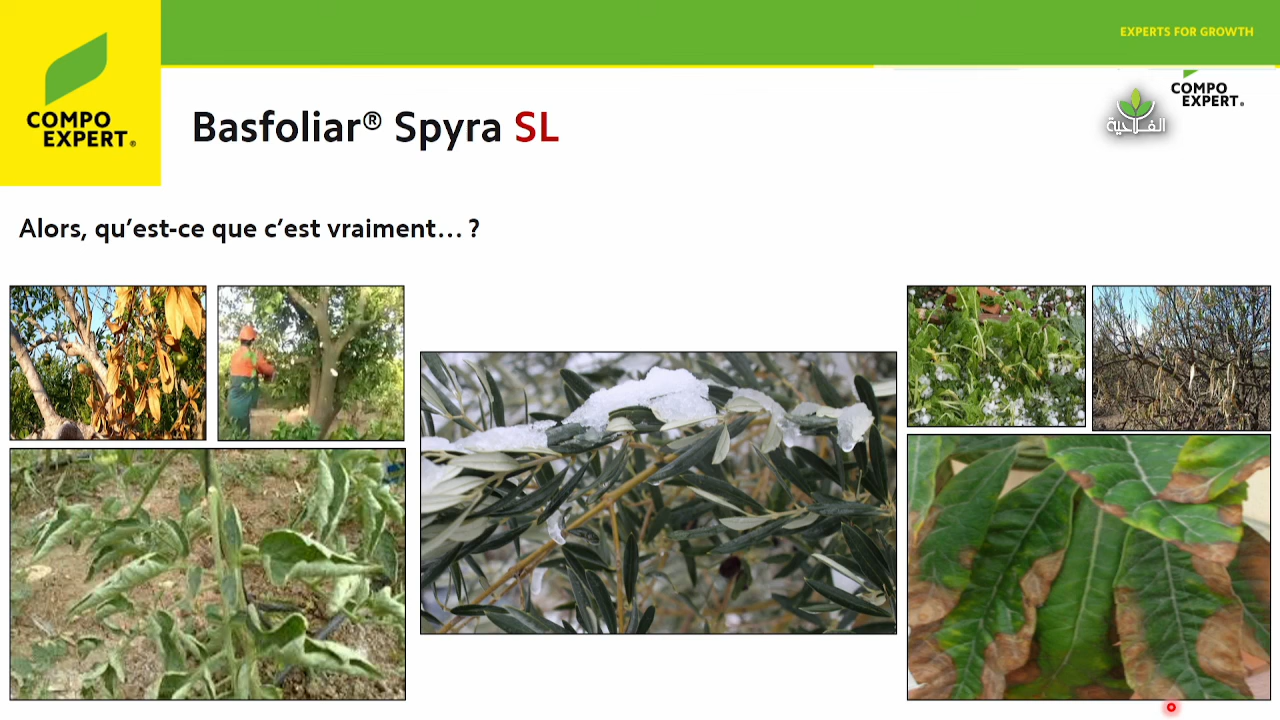 EXPERTS FOR GROWTH
COMPO
EXPERT®
COMPO
EXPERT®
الفلاحية
Basfoliar® Spyra SL
Alors, qu’est-ce que c’est vraiment… ?